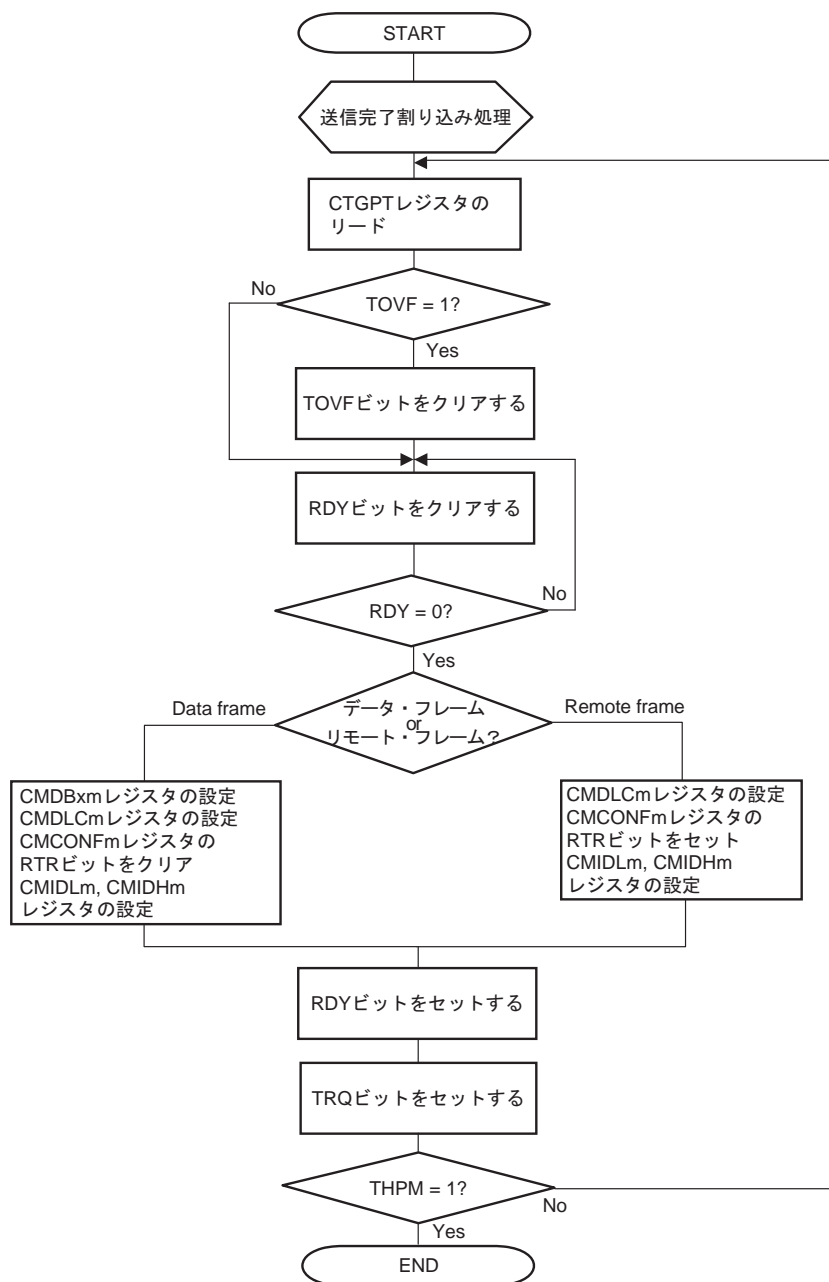 START
送信完了割り込み処理
CTGPTレジスタの
リード
No
TOVF = 1?
Yes
TOVFビットをクリアする
RDYビットをクリアする
RDY = 0?
No
Yes
Data frame
データ・フレーム
or
リモート・フレーム？
Remote frame
CMDBxmレジスタの設定
CMDLCmレジスタの設定
CMCONFmレジスタの
RTRビットをクリア
CMIDLm, CMIDHm
レジスタの設定
CMDLCmレジスタの設定
CMCONFmレジスタの
RTRビットをセット
CMIDLm, CMIDHm
レジスタの設定
RDYビットをセットする
TRQビットをセットする
THPM = 1?
No
Yes
END